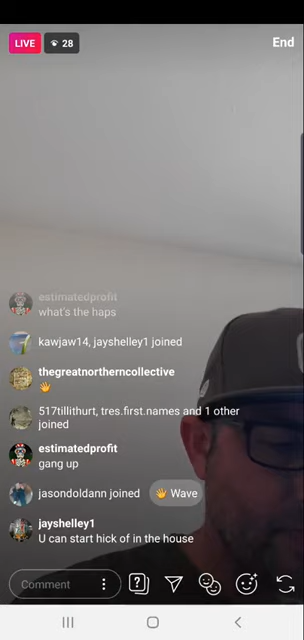 LIVE
28
End
estimatedprofit
what's the haps
kawjaw14, jayshelley1 joined
thegreatnortherncollective
👋
517tillithurt, tres.first.names and 1 other
joined
estimatedprofit
gang up
jasondoldann joined
👋 Wave
jayshelley1
U can start hick of in the house
Comment